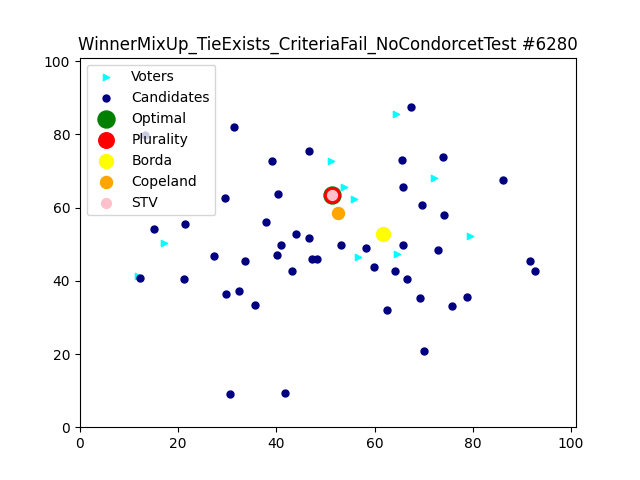 WinnerMixUp_TieExists_CriteriaFail_NoCondorcetTest #6280
100
80
60
40
20
0
Voters
Candidates
Optimal
Plurality
Borda
Copeland
STV
0 20 40 60 80 100